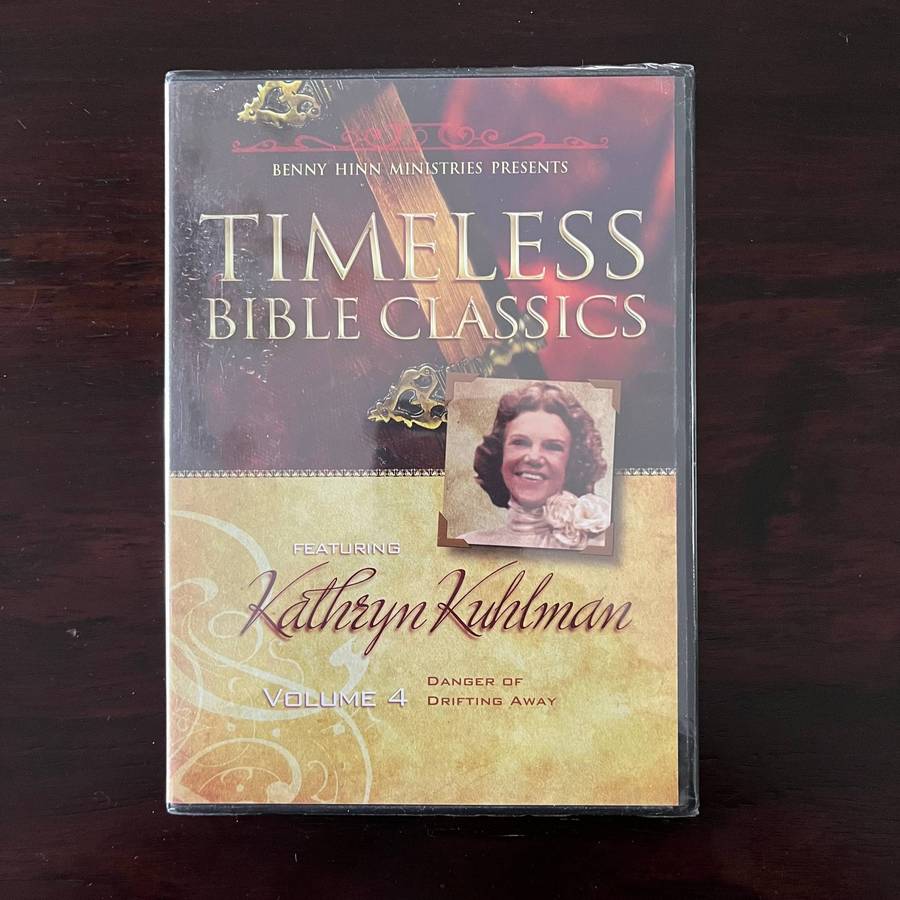 BENNY HINN MINISTRIES PRESENTS
TIMELESS
BIBLE CLASSICS
FEATURING
Kathryn Kuhlman
VOLUME 4
DANGER OF
DRIFTING AWAY